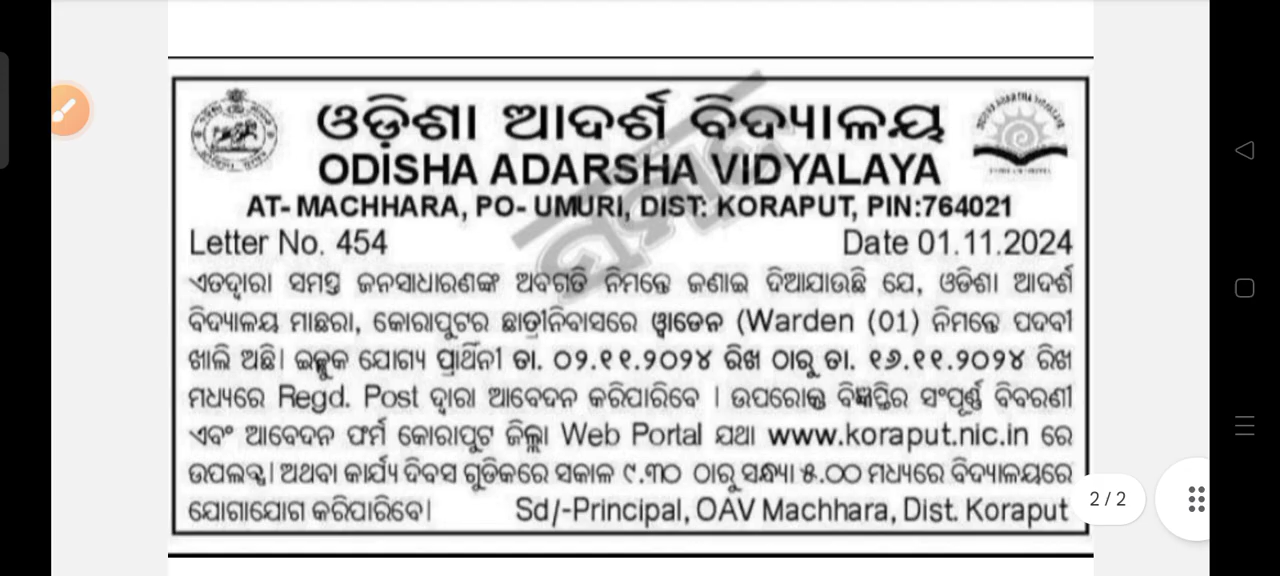 ଓଡ଼ିଶା ଆଦର୍ଶ ବିଦ୍ୟାଳୟ
ODISHA ADARSHA VIDYALAYA
AT- MACHHARA, PO- UMURI, DIST: KORAPUT, PIN:764021
Letter No. 454 Date 01.11.2024
ଏତଦ୍ୱାରା ସମସ୍ତ ଜନସାଧାରଣଙ୍କ ଅବଗତି ନିମନ୍ତେ ଜଣାଇ ଦିଆଯାଉଛି ଯେ, ଓଡିଶା ଆଦର୍ଶ
ବିଦ୍ୟାଳୟ ମାଛରା, କୋରାପୁଟର ଛାତ୍ରୀନିବାସରେ ୱାଡେନ (Warden (01) ନିମନ୍ତେ ପଦବୀ
ଖାଲି ଅଛି। ଇଚ୍ଛୁକ ଯୋଗ୍ୟ ପ୍ରାର୍ଥିନୀ ତା. ୦୨.୧୧.୨୦୨୪ ରିଖ ଠାରୁ ତା. ୧୬.୧୧.୨୦୨୪ ରିଖ
ମଧ୍ୟରେ Regd. Post ଦ୍ୱାରା ଆବେଦନ କରିପାରିବେ । ଉପରୋକ୍ତ ବିଜ୍ଞପ୍ତିର ସଂପୂର୍ଣ୍ଣ ବିବରଣୀ
ଏବଂ ଆବେଦନ ଫର୍ମ କୋରାପୁଟ ଜିଲ୍ଲା Web Portal ଯଥା www.koraput.nic.in ରେ
ଉପଲବ୍ଧ। ଅଥବା କାର୍ଯ୍ୟ ଦିବସ ଗୁଡିକରେ ସକାଳ ୯.୩୦ ଠାରୁ ସନ୍ଧ୍ୟା ୫.୦୦ ମଧ୍ୟରେ ବିଦ୍ୟାଳୟରେ
ଯୋଗାଯୋଗ କରିପାରିବେ। Sd/-Principal, OAV Machhara, Dist. Koraput
2/2